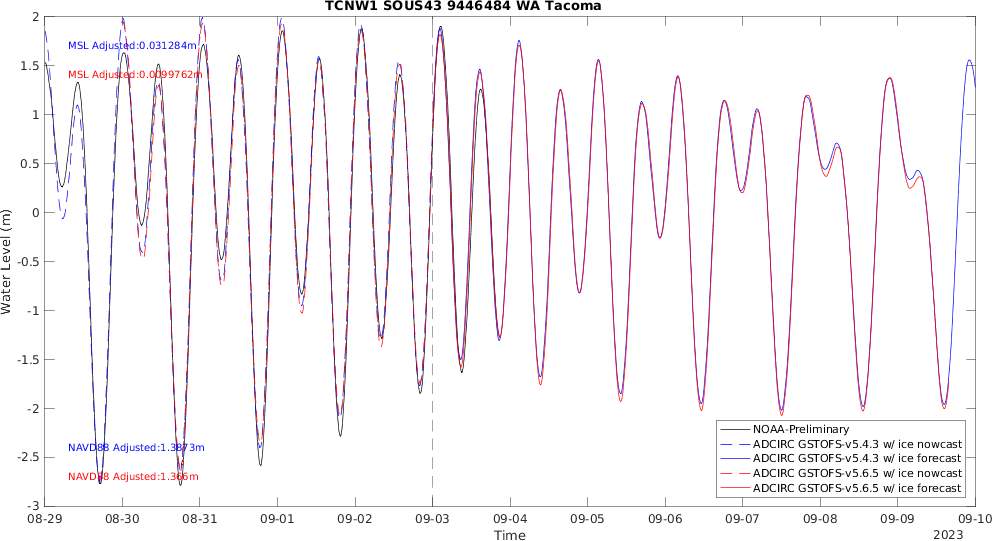 TCNW1 SOUS43 9446484 WA Tacoma
2
1.5
1
0.5
0
-0.5
-1
-1.5
-2
-2.5
-3
Water Level (m)
MSL Adjusted:0.031284m
MSL Adjusted:0.0099762m
NAVD88 Adjusted:1.3873m
NAVD88 Adjusted:1.366m
NOAA-Preliminary
ADCIRC GSTOFS-v5.4.3 w/ ice nowcast
ADCIRC GSTOFS-v5.4.3 w/ ice forecast
ADCIRC GSTOFS-v5.6.5 w/ ice nowcast
ADCIRC GSTOFS-v5.6.5 w/ ice forecast
08-29 08-30 08-31 09-01 09-02 09-03 09-04 09-05 09-06 09-07 09-08 09-09 09-10
Time
2023